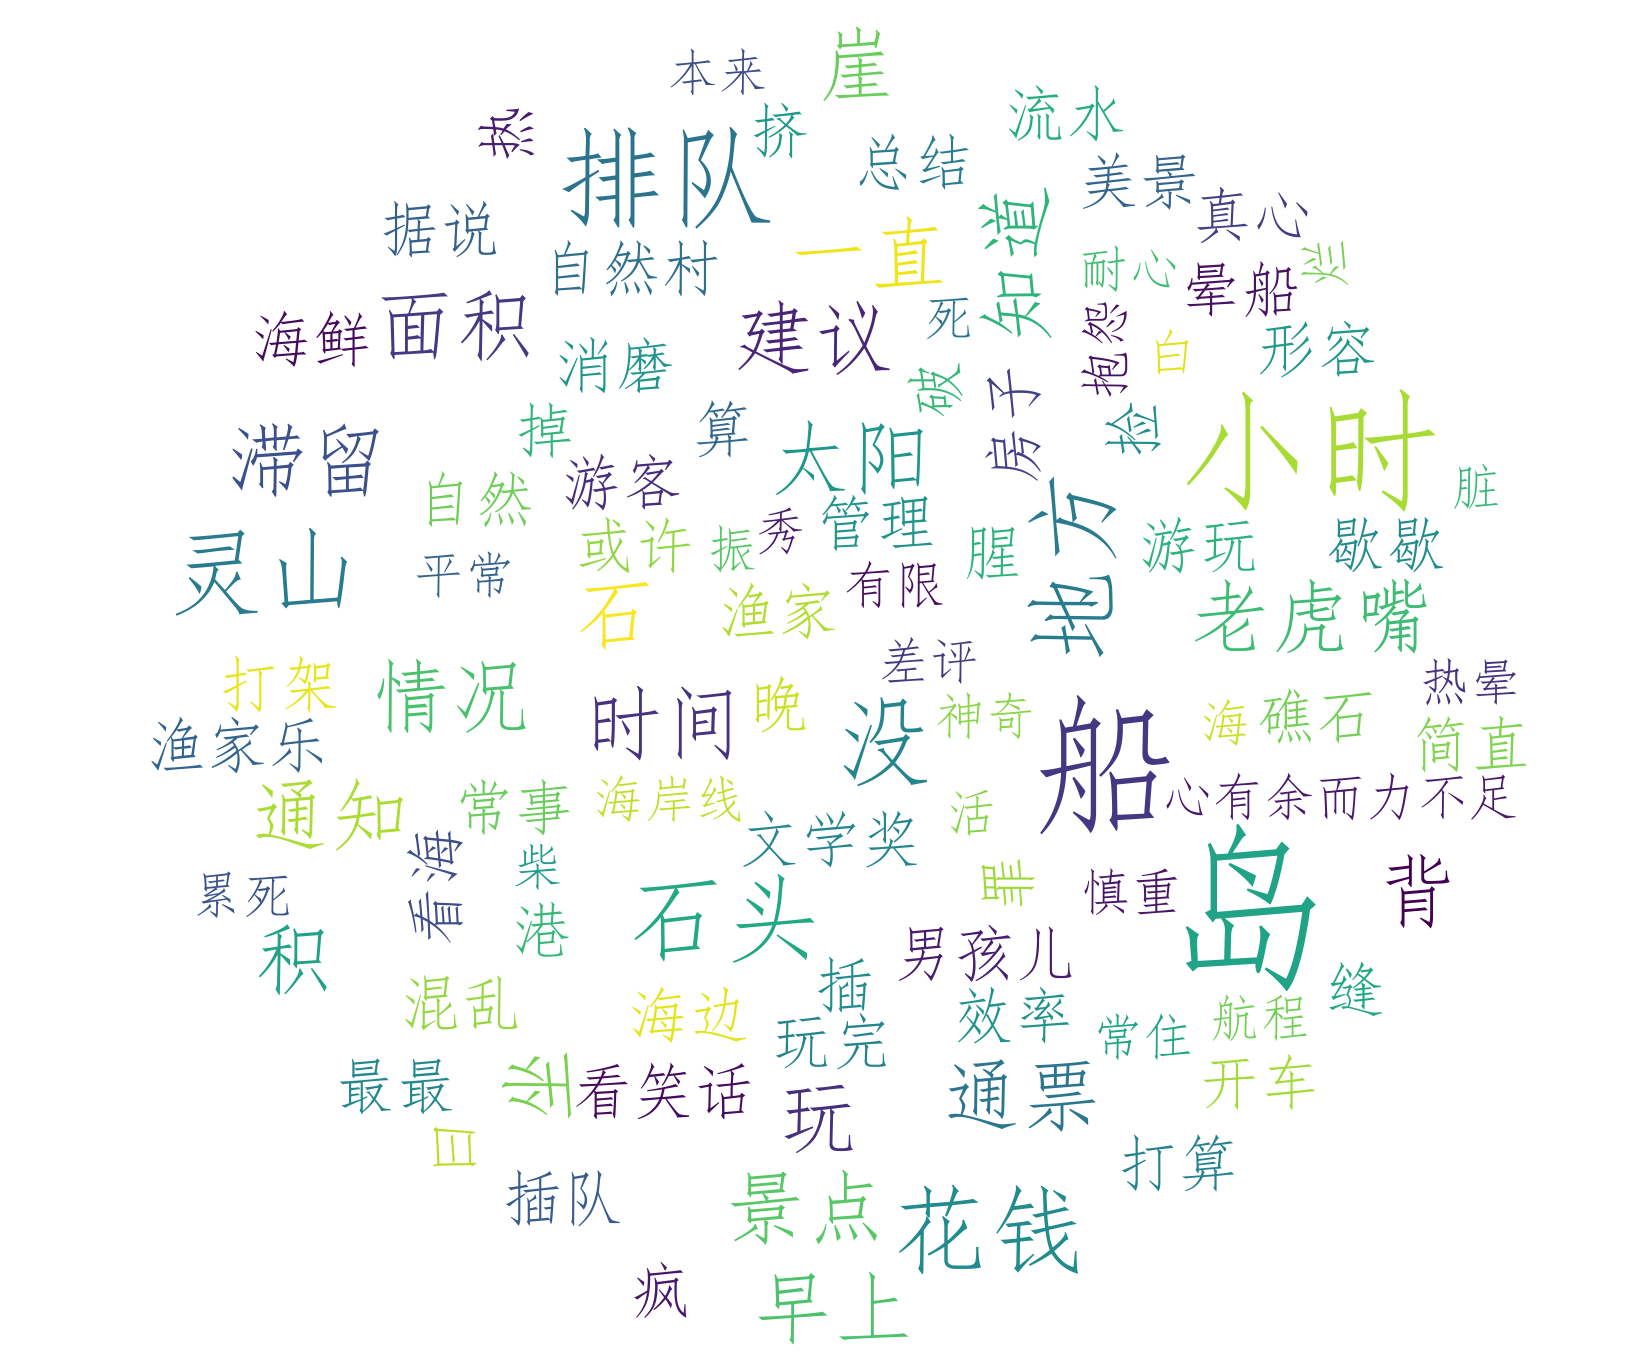 本来
崖
热
挤
流水
排队
总结
美景
据说
知道
真心
自然村
一直
耐心
烂
晕船
海鲜
面积
建议
死
抱怨
白
形容
消磨
破
房子
小时
滞留
掉
算
太阳
捡
游客
自然
脏
灵山
平常
或许
振
秀
管理
腥
地方
游玩
歇歇
石
渔家
有限
老虎嘴
打架
情况
时间
晚
差评
热晕
渔家乐
没
神奇
船
海
礁石
简直
通知
常事
海岸线
文学奖
活
心有余而力不足
看海
柴
岛
累死
石头
罪
慎重
背
积
港
男孩儿
混乱
海边
插
效率
缝
玩完
常住
航程
最最
坐
看笑话
玩
通票
开车
日
插队
打算
景点
花钱
疯
早上